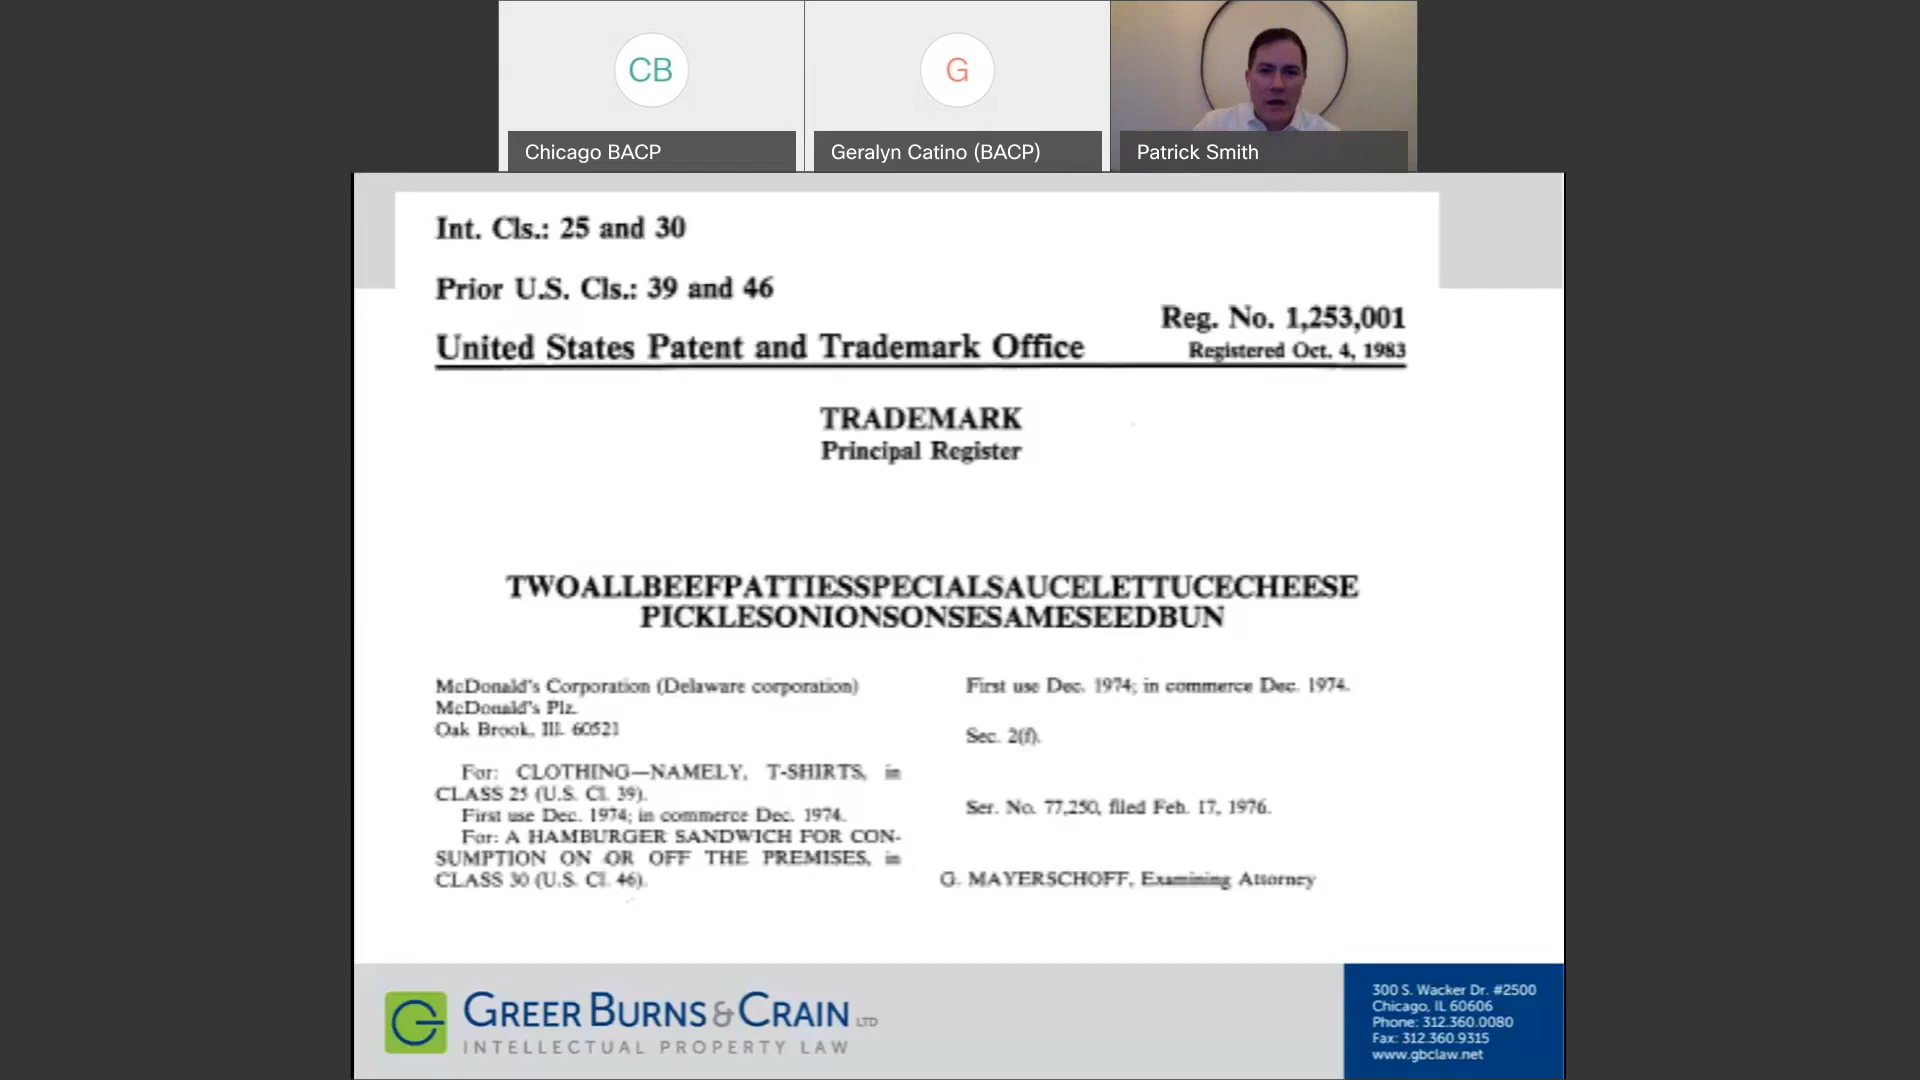 CB
G
Chicago BACP
Geralyn Catino (BACP)
Patrick Smith
Int. Cls.: 25 and 30
Prior U.S. Cls.: 39 and 46
Reg. No. 1,253,001
United States Patent and Trademark Office
Registered Oct. 4, 1983
TRADEMARK
Principal Register
TWOALLBEEFPATTIESSPECIALSAUCELETTUCECHEESE
PICKLESONIONSONSESAMESEEDBUN
McDonald's Corporation (Delaware corporation)
McDonald's Plz.
Oak Brook, Ill. 60521
For: CLOTHING—NAMELY, T-SHIRTS, in
CLASS 25 (U.S. Cl. 39).
First use Dec. 1974; in commerce Dec. 1974.
For: A HAMBURGER SANDWICH FOR CON-
SUMPTION ON OR OFF THE PREMISES, in
CLASS 30 (U.S. Cl. 46).
First use Dec. 1974; in commerce Dec. 1974.
Sec. 2(f).
Ser. No. 77,250, filed Feb. 17, 1976.
G. MAYERSCHOFF, Examining Attorney
GREER BURNS & CRAIN LTD
INTELLECTUAL PROPERTY LAW
300 S. Wacker Dr. #2500
Chicago, IL 60606
Phone: 312.360.0080
Fax: 312.360.9315
www.gbclaw.net